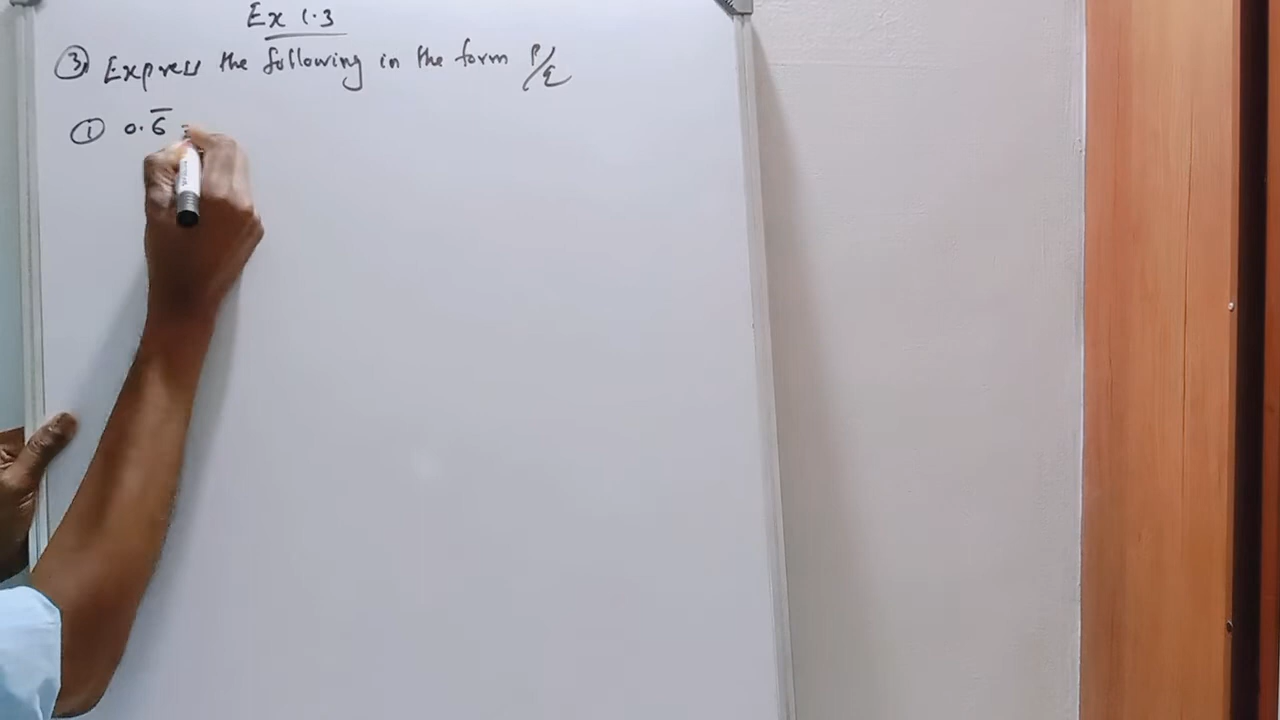 Ex 1.3
③ Express the following in the form P/q
① 0.6̅ =